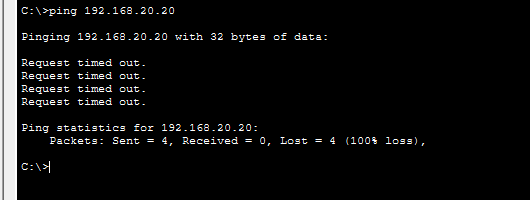 C:\>ping 192.168.20.20
Pinging 192.168.20.20 with 32 bytes of data:
Request timed out.
Request timed out.
Request timed out.
Request timed out.
Ping statistics for 192.168.20.20:
Packets: Sent = 4, Received = 0, Lost = 4 (100% loss),
C:\>